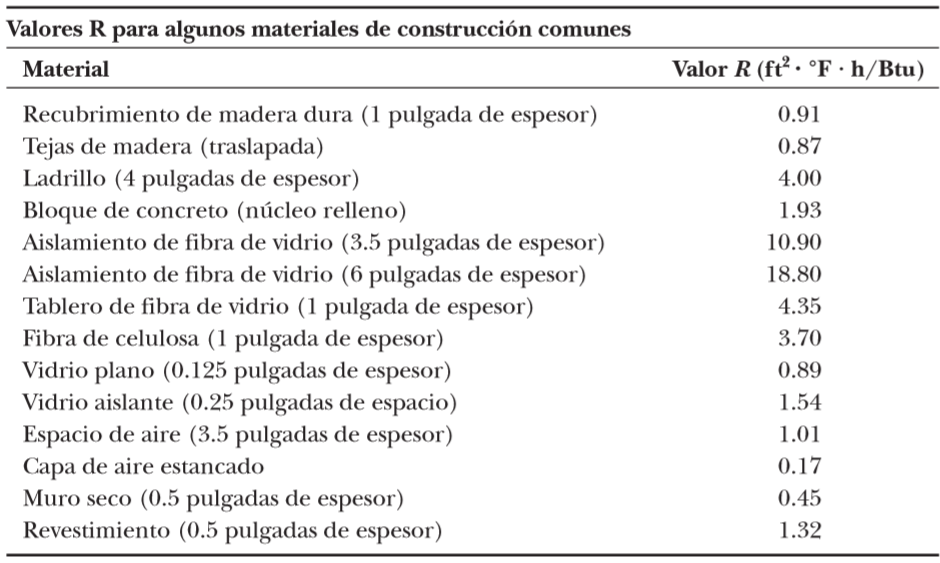 Valores R para algunos materiales de construcción comunes
Material Valor R (ft² · °F · h/Btu)
Recubrimiento de madera dura (1 pulgada de espesor) 0.91
Tejas de madera (traslapada) 0.87
Ladrillo (4 pulgadas de espesor) 4.00
Bloque de concreto (núcleo relleno) 1.93
Aislamiento de fibra de vidrio (3.5 pulgadas de espesor) 10.90
Aislamiento de fibra de vidrio (6 pulgadas de espesor) 18.80
Tablero de fibra de vidrio (1 pulgada de espesor) 4.35
Fibra de celulosa (1 pulgada de espesor) 3.70
Vidrio plano (0.125 pulgadas de espesor) 0.89
Vidrio aislante (0.25 pulgadas de espacio) 1.54
Espacio de aire (3.5 pulgadas de espesor) 1.01
Capa de aire estancado 0.17
Muro seco (0.5 pulgadas de espesor) 0.45
Revestimiento (0.5 pulgadas de espesor) 1.32